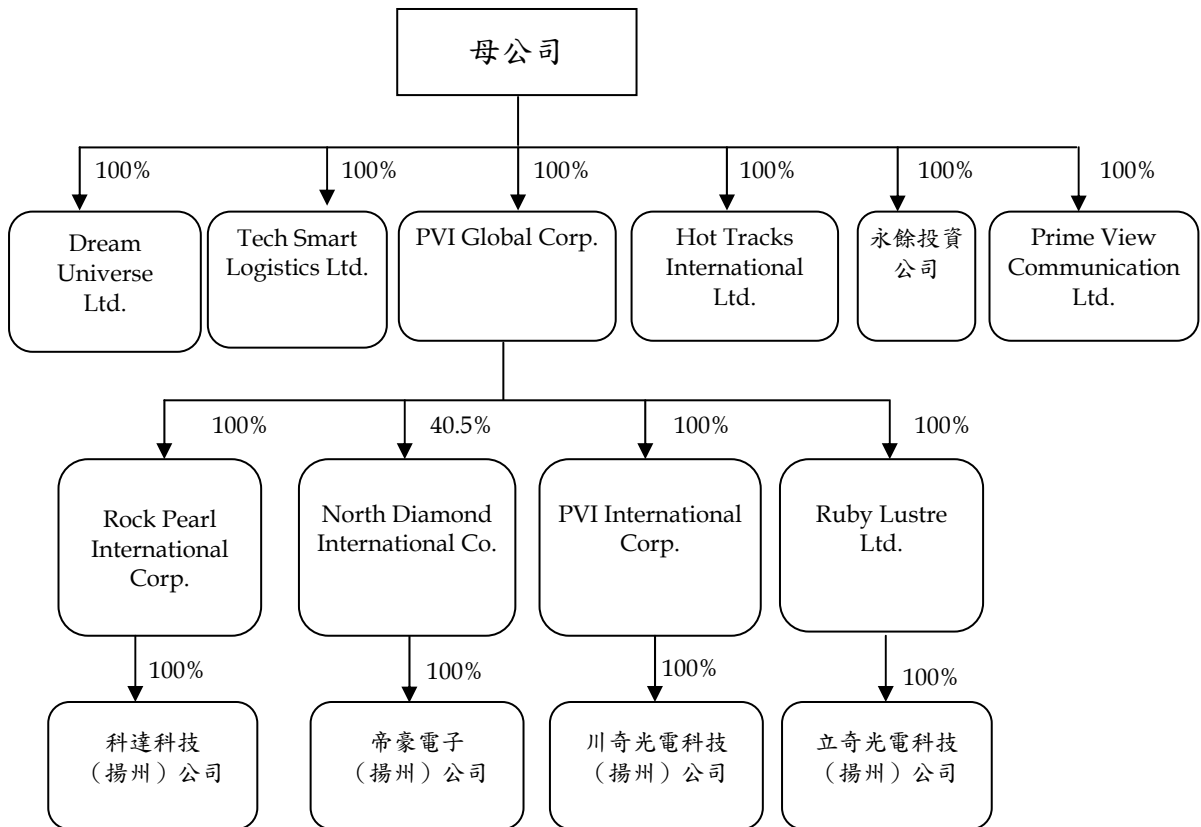 母公司
100%
100%
100%
100%
100%
100%
Dream
Universe
Ltd.
Tech Smart
Logistics Ltd.
PVI Global Corp.
Hot Tracks
International
Ltd.
永餘投資
公司
Prime View
Communication
Ltd.
100%
40.5%
100%
100%
Rock Pearl
International
Corp.
North Diamond
International Co.
PVI International
Corp.
Ruby Lustre
Ltd.
100%
100%
100%
100%
科達科技
（揚州）公司
帝豪電子
（揚州）公司
川奇光電科技
（揚州）公司
立奇光電科技
（揚州）公司